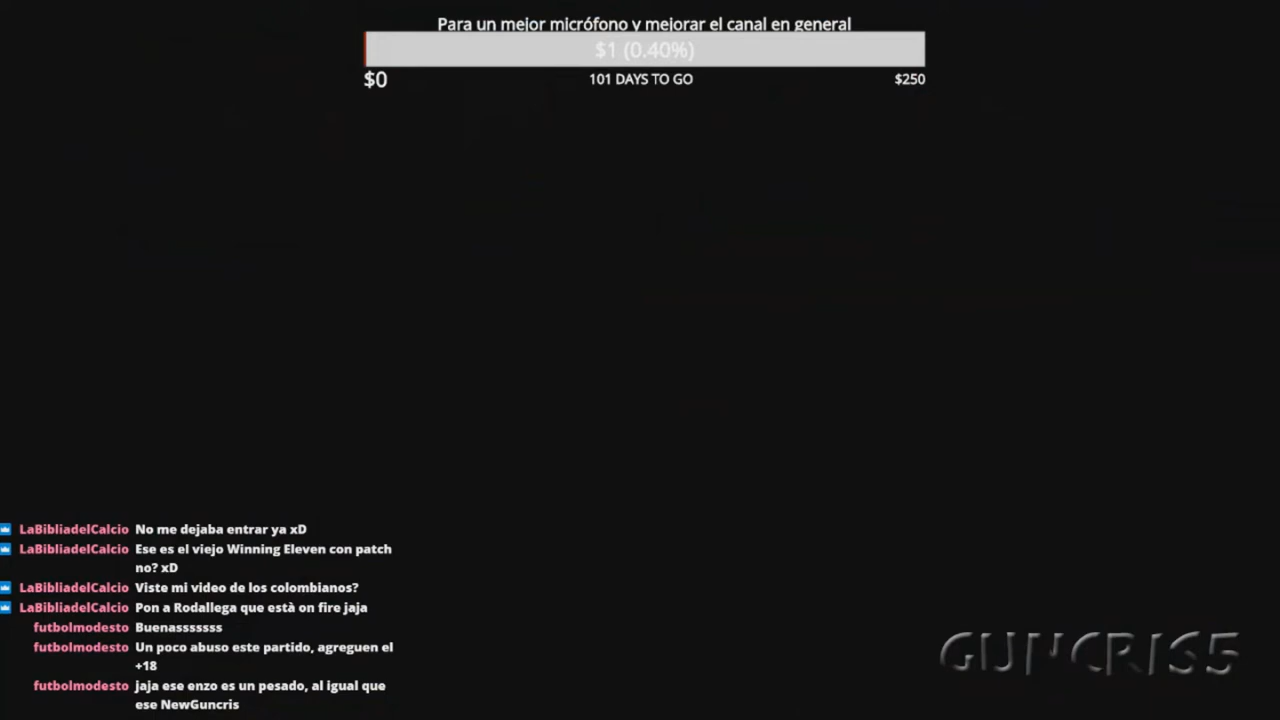 Para un mejor micrófono y mejorar el canal en general
$1 (0.40%)
$0 101 DAYS TO GO $250
LaBibliadelCalcio No me dejaba entrar ya xD
LaBibliadelCalcio Ese es el viejo Winning Eleven con patch
no? xD
LaBibliadelCalcio Viste mi video de los colombianos?
LaBibliadelCalcio Pon a Rodallega que està on fire jaja
futbolmodesto Buenasssssss
futbolmodesto Un poco abuso este partido, agreguen el
+18
futbolmodesto jaja ese enzo es un pesado, al igual que
ese NewGuncris
GUNCRIS5